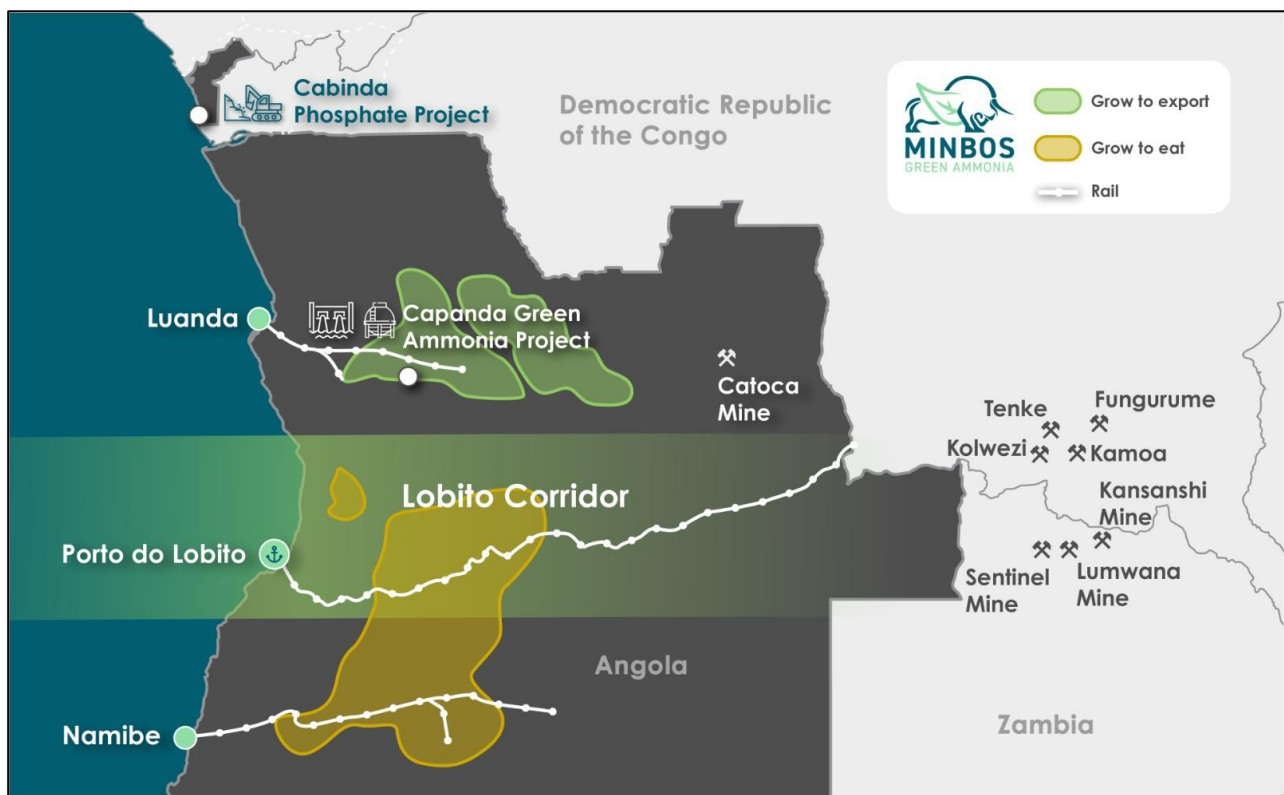 Cabinda
Phosphate Project
Democratic Republic
of the Congo
MINBOS
GREEN AMMONIA
Grow to export
Grow to eat
Rail
Luanda
Capanda Green
Ammonia Project
Catoca
Mine
Tenke
Fungurume
Kolwezi
Kamoa
Lobito Corridor
Kansanshi
Mine
Porto do Lobito
Sentinel
Mine
Lumwana
Mine
Angola
Namibe
Zambia